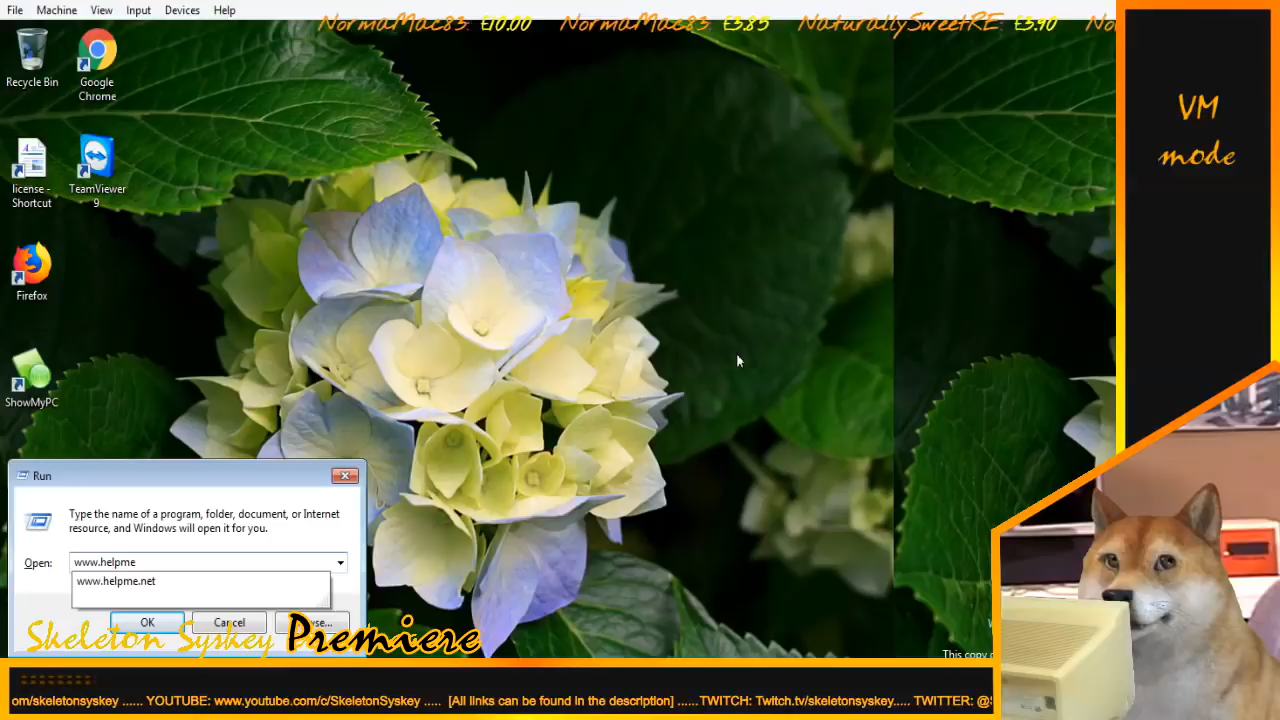 File Machine View Input Devices Help
NormaMac83: £10.00 NormaMac83: £3.85 NaturallySweetRE: £3.90 No
Recycle Bin
Google Chrome
license - Shortcut
TeamViewer 9
Firefox
ShowMyPC
VM
mode
Run
Type the name of a program, folder, document, or Internet
resource, and Windows will open it for you.
Open: www.helpme
www.helpme.net
OK Cancel
Skeleton Syskey Premiere
This copy o
om/skeletonsyskey ...... YOUTUBE: www.youtube.com/c/SkeletonSyskey ..... [All links can be found in the description] ......TWITCH: Twitch.tv/skeletonsyskey..... TWITTER: @